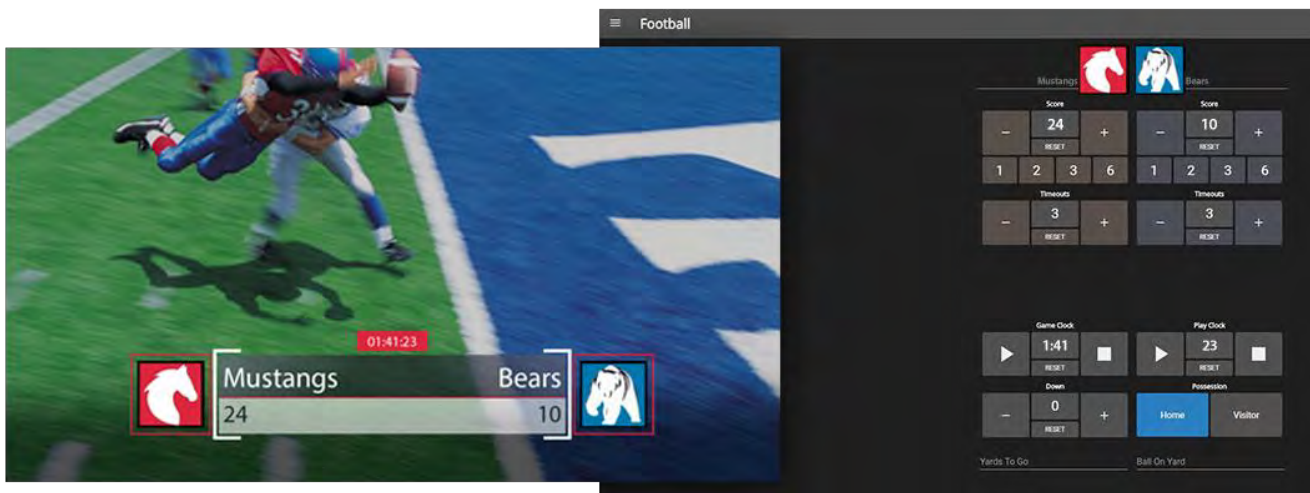 Football
Mustangs
Bears
Score
Score
− 24 +
− 10 +
RESET
RESET
1 2 3 6
1 2 3 6
Timeouts
Timeouts
− 3 +
− 3 +
RESET
RESET
01:41:23
Mustangs Bears
24 10
Game Clock
Play Clock
1:41
23
RESET
RESET
Down
Possession
− 0 +
Home Visitor
RESET
Yards To Go
Ball On Yard